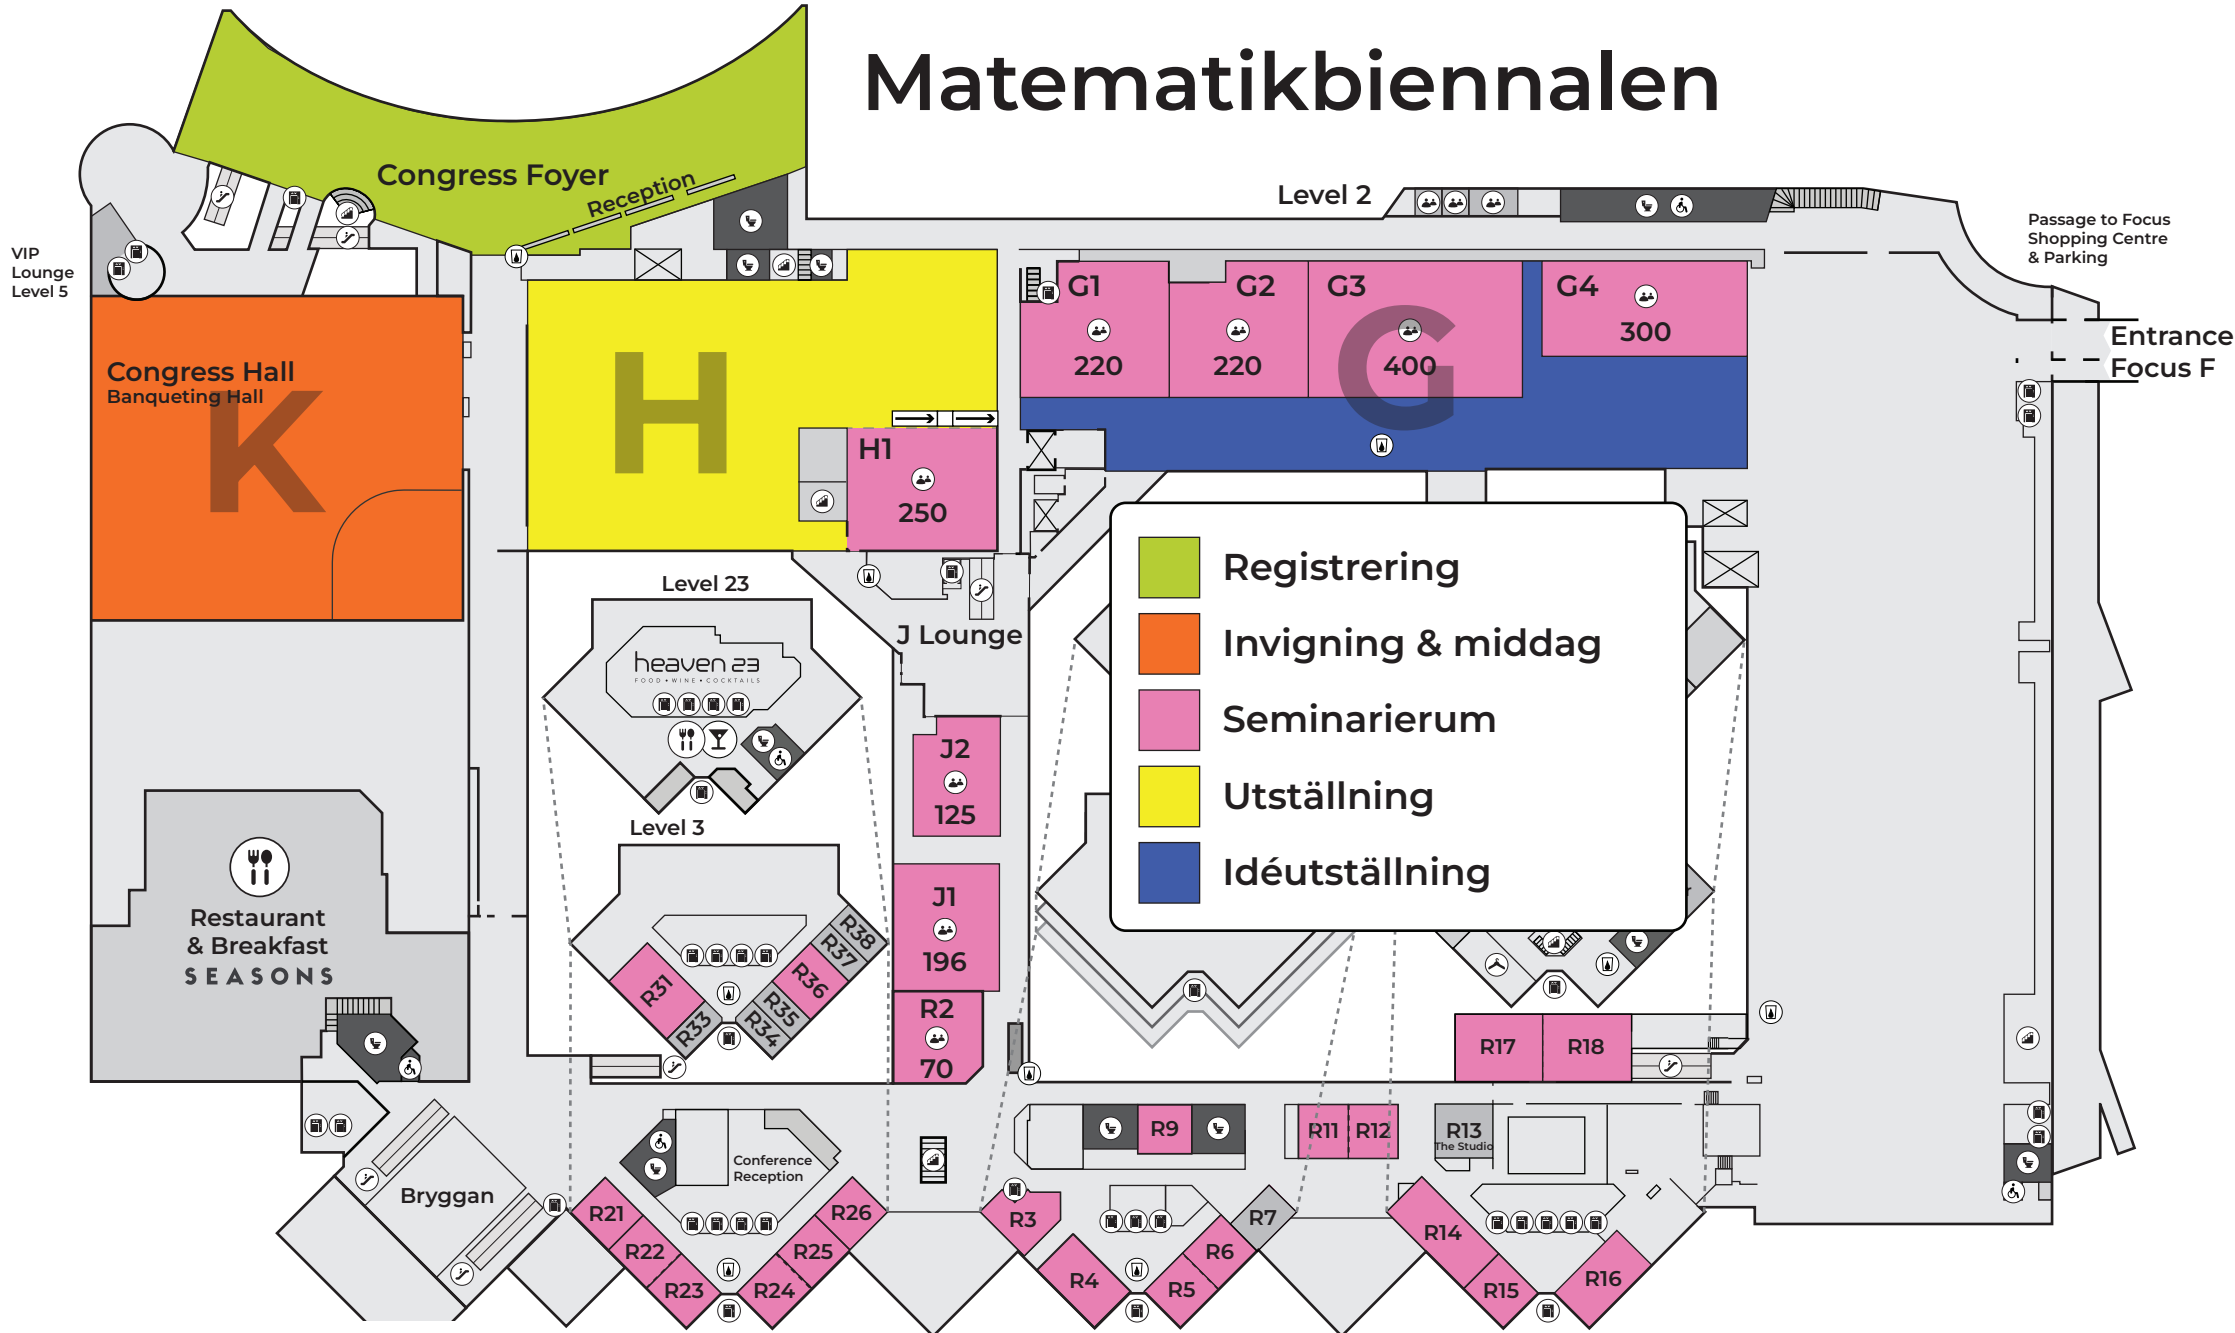 Matematikbiennalen
Congress Foyer
Reception
Level 2
Passage to Focus
Shopping Centre
& Parking
VIP
Lounge
Level 5
Entrance
Focus F
Congress Hall
Banqueting Hall
K
H
H1
250
G1
220
G2
220
G3
400
G
G4
300
Registrering
Invigning & middag
Seminarierum
Utställning
Idéutställning
Level 23
heaven 23
FOOD • WINE • COCKTAILS
J Lounge
J2
125
Level 3
J1
196
R2
70
R38
R37
R36
R35
R34
R31
R33
Restaurant
& Breakfast
SEASONS
R17
R18
R9
R11
R12
R13
The Studio
Conference
Reception
Bryggan
R21
R22
R23
R24
R25
R26
R3
R4
R5
R6
R7
R14
R15
R16